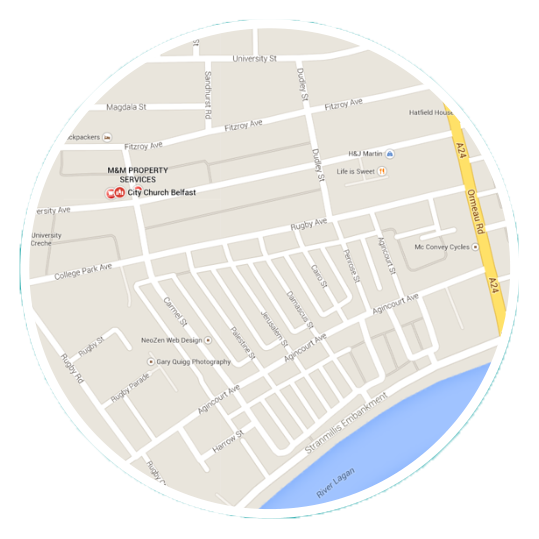 St
University St
Sandhurst Rd
Dudley St
Magdala St
Fitzroy Ave
Hatfield House
Fitzroy Ave
ckpackers
Fitzroy Ave
A24
H&J Martin
Dudley St
Life is Sweet
M&M PROPERTY
SERVICES
City Church Belfast
Ormeau Rd
ersity Ave
Rugby Ave
University
Creche
Agincourt St
Mc Convey Cycles
College Park Ave
Cairo St
Penrose St
A24
Carmel St
Damascus St
Agincourt Ave
Jerusalem St
Palestine St
NeoZen Web Design
Rugby St
Agincourt Ave
Gary Quigg Photography
Rugby Rd
Rugby Parade
Agincourt Ave
Stranmillis Embankment
Harrow St
Rugby C
River Lagan